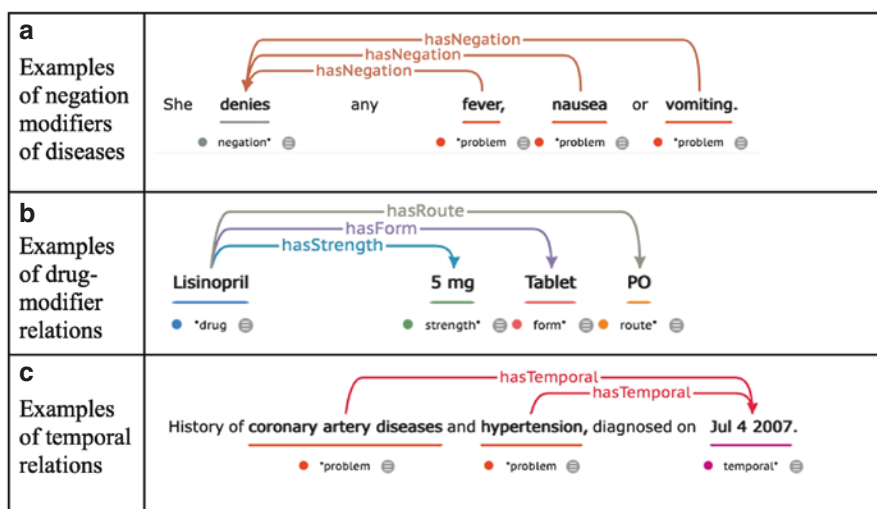 a
Examples
of negation
modifiers
of diseases
hasNegation
hasNegation
hasNegation
She denies any fever, nausea or vomiting.
negation* *problem *problem *problem
b
Examples
of drug-
modifier
relations
hasRoute
hasForm
hasStrength
Lisinopril 5 mg Tablet PO
*drug strength* form* route*
c
Examples
of temporal
relations
hasTemporal
hasTemporal
History of coronary artery diseases and hypertension, diagnosed on Jul 4 2007.
*problem *problem temporal*